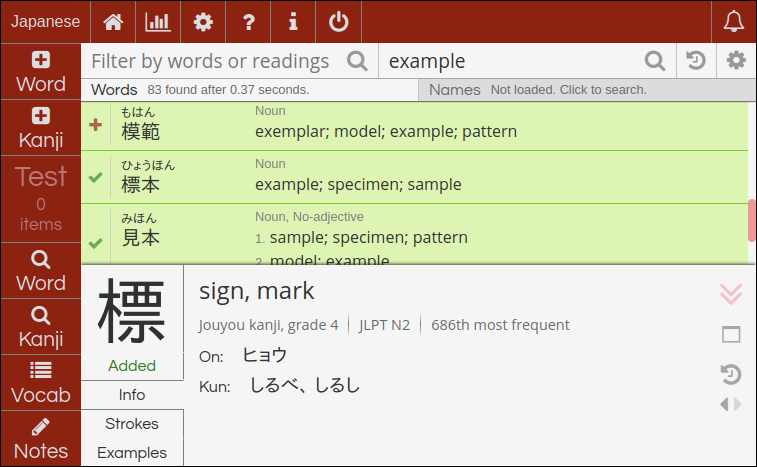 Japanese
Word
Kanji
Test
0
items
Word
Kanji
Vocab
Notes
Filter by words or readings
example
Words 83 found after 0.37 seconds.
Names Not loaded. Click to search.
もはん
模範
Noun
exemplar; model; example; pattern
ひょうほん
標本
Noun
example; specimen; sample
みほん
見本
Noun, No-adjective
1. sample; specimen; pattern
2. model; example
標
Added
Info
Strokes
Examples
sign, mark
Jouyou kanji, grade 4 JLPT N2 686th most frequent
On: ヒョウ
Kun: しるべ、しるし